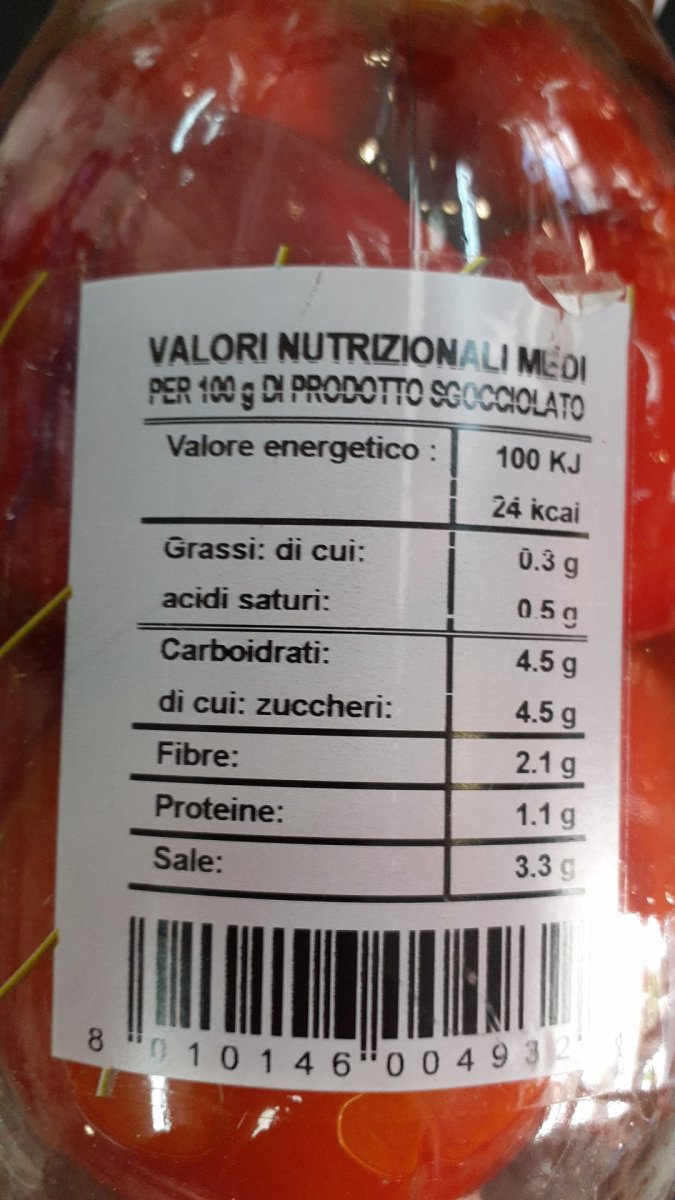 VALORI NUTRIZIONALI MEDI
PER 100 g DI PRODOTTO SGOCCIOLATO
Valore energetico : 100 KJ
24 kcal
Grassi: di cui: 0.3 g
acidi saturi: 0.5 g
Carboidrati: 4.5 g
di cui: zuccheri: 4.5 g
Fibre: 2.1 g
Proteine: 1.1 g
Sale: 3.3 g
8 010146 004932